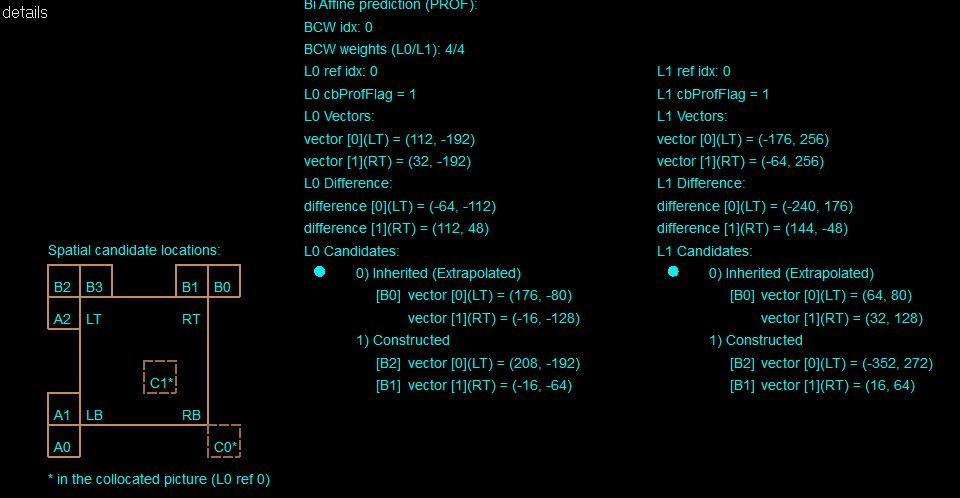 details
Bi Affine prediction (PROF):
BCW idx: 0
BCW weights (L0/L1): 4/4
L0 ref idx: 0
L0 cbProfFlag = 1
L0 Vectors:
vector [0](LT) = (112, -192)
vector [1](RT) = (32, -192)
L0 Difference:
difference [0](LT) = (-64, -112)
difference [1](RT) = (112, 48)
L0 Candidates:
0) Inherited (Extrapolated)
[B0] vector [0](LT) = (176, -80)
vector [1](RT) = (-16, -128)
1) Constructed
[B2] vector [0](LT) = (208, -192)
[B1] vector [1](RT) = (-16, -64)
L1 ref idx: 0
L1 cbProfFlag = 1
L1 Vectors:
vector [0](LT) = (-176, 256)
vector [1](RT) = (-64, 256)
L1 Difference:
difference [0](LT) = (-240, 176)
difference [1](RT) = (144, -48)
L1 Candidates:
0) Inherited (Extrapolated)
[B0] vector [0](LT) = (64, 80)
vector [1](RT) = (32, 128)
1) Constructed
[B2] vector [0](LT) = (-352, 272)
[B1] vector [1](RT) = (16, 64)
Spatial candidate locations:
B2 B3 B1 B0
A2 LT RT
C1*
A1 LB RB
A0 C0*
* in the collocated picture (L0 ref 0)